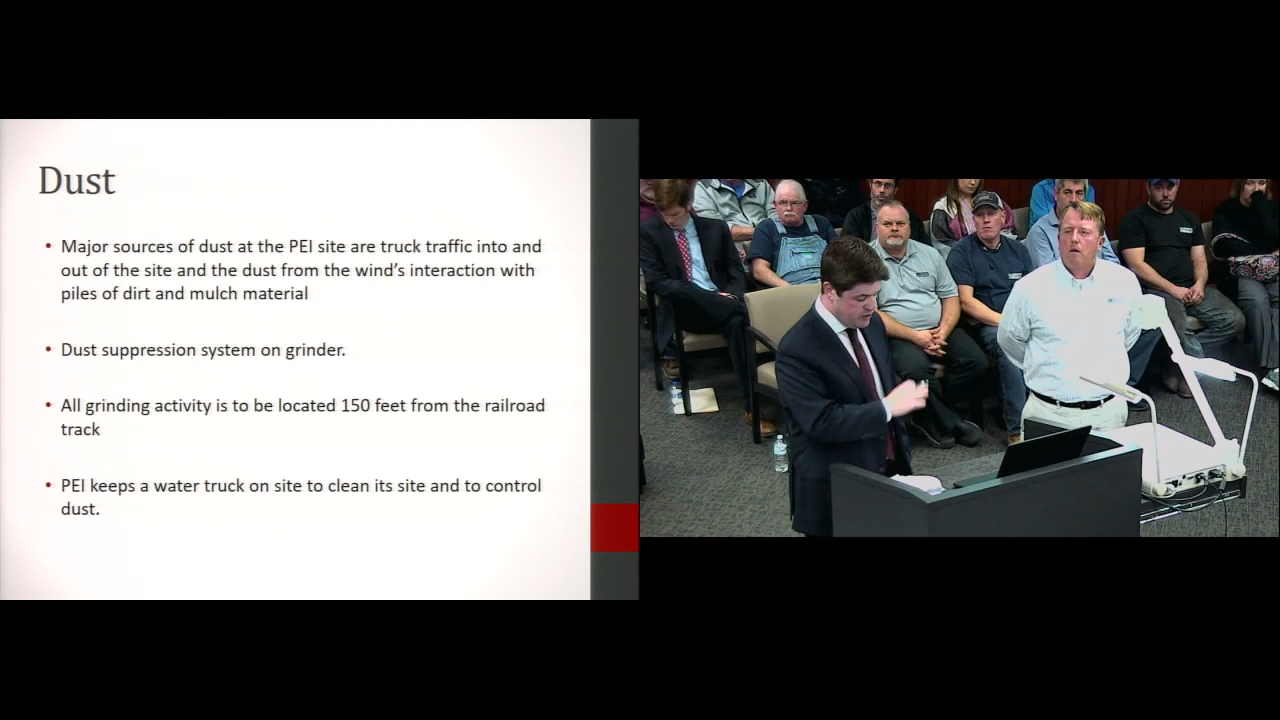 Dust
• Major sources of dust at the PEI site are truck traffic into and
out of the site and the dust from the wind’s interaction with
piles of dirt and mulch material
• Dust suppression system on grinder.
• All grinding activity is to be located 150 feet from the railroad
track
• PEI keeps a water truck on site to clean its site and to control
dust.